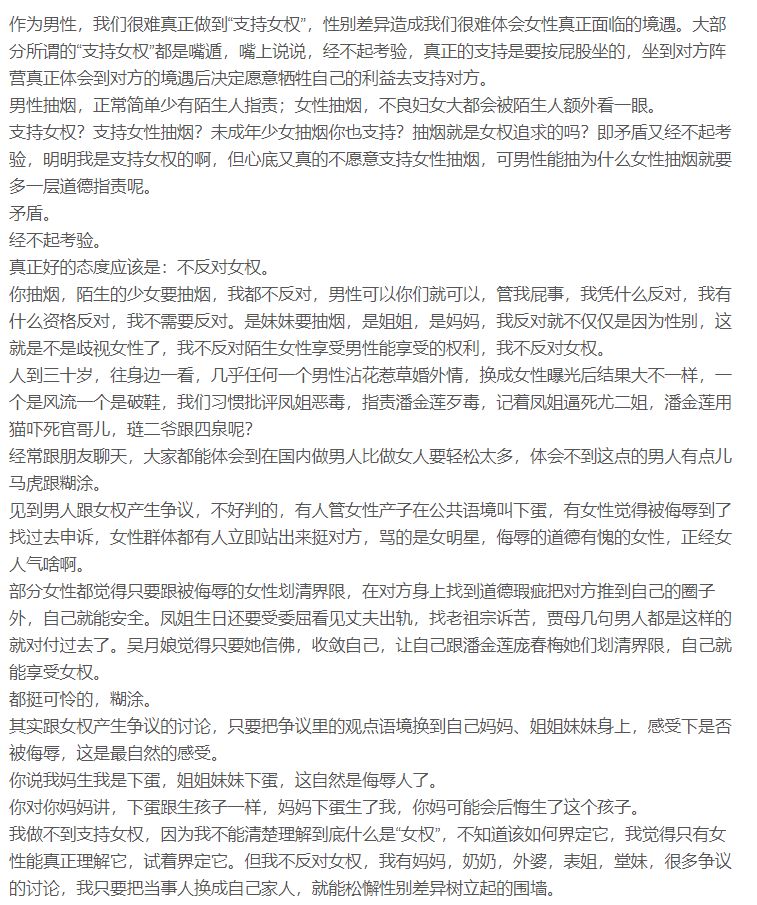 作为男性，我们很难真正做到“支持女权”，性别差异造成我们很难体会女性真正面临的境遇。大部
分所谓的“支持女权”都是嘴遁，嘴上说说，经不起考验，真正的支持是要按屁股坐的，坐到对方阵
营真正体会到对方的境遇后决定愿意牺牲自己的利益去支持对方。
男性抽烟，正常简单少有陌生人指责；女性抽烟，不良妇女大都会被陌生人额外看一眼。
支持女权？支持女性抽烟？未成年少女抽烟你也支持？抽烟就是女权追求的吗？即矛盾又经不起考
验，明明我是支持女权的啊，但心底又真的不愿意支持女性抽烟，可男性能抽为什么女性抽烟就要
多一层道德指责呢。
矛盾。
经不起考验。
真正好的态度应该是：不反对女权。
你抽烟，陌生的少女要抽烟，我都不反对，男性可以你们就可以，管我屁事，我凭什么反对，我有
什么资格反对，我不需要反对。是妹妹要抽烟，是姐姐，是妈妈，我反对就不仅仅是因为性别，这
就是不是歧视女性了，我不反对陌生女性享受男性能享受的权利，我不反对女权。
人到三十岁，往身边一看，几乎任何一个男性沾花惹草婚外情，换成女性曝光后结果大不一样，一
个是风流一个是破鞋，我们习惯批评凤姐恶毒，指责潘金莲歹毒，记着凤姐逼死尤二姐，潘金莲用
猫吓死官哥儿，琏二爷跟四泉呢？
经常跟朋友聊天，大家都能体会到在国内做男人比做女人要轻松太多，体会不到这点的男人有点儿
马虎跟糊涂。
见到男人跟女权产生争议，不好判的，有人管女性产子在公共语境叫下蛋，有女性觉得被侮辱到了
找过去申诉，女性群体都有人立即站出来挺对方，骂的是女明星，侮辱的道德有愧的女性，正经女
人气啥啊。
部分女性都觉得只要跟被侮辱的女性划清界限，在对方身上找到道德瑕疵把对方推到自己的圈子
外，自己就能安全。凤姐生日还要受委屈看见丈夫出轨，找老祖宗诉苦，贾母几句男人都是这样的
就对付过去了。吴月娘觉得只要她信佛，收敛自己，让自己跟潘金莲庞春梅她们划清界限，自己就
能享受女权。
都挺可怜的，糊涂。
其实跟女权产生争议的讨论，只要把争议里的观点语境换到自己妈妈、姐姐妹妹身上，感受下是否
被侮辱，这是最自然的感受。
你说我妈生我是下蛋，姐姐妹妹下蛋，这自然是侮辱人了。
你对你妈妈讲，下蛋跟生孩子一样，妈妈下蛋生了我，你妈可能会后悔生了这个孩子。
我做不到支持女权，因为我不能清楚理解到底什么是“女权”，不知道该如何界定它，我觉得只有女
性能真正理解它，试着界定它。但我不反对女权，我有妈妈，奶奶，外婆，表姐，堂妹，很多争议
的讨论，我只要把当事人换成自己家人，就能松懈性别差异树立起的围墙。